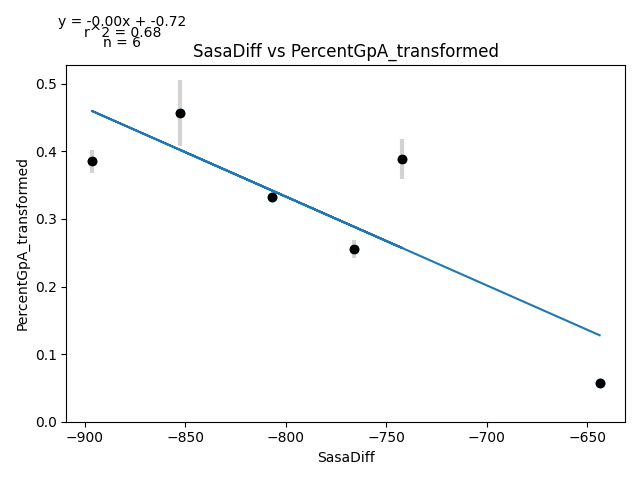 y = -0.00x + -0.72
r^2 = 0.68
n = 6
SasaDiff vs PercentGpA_transformed
PercentGpA_transformed
0.5
0.4
0.3
0.2
0.1
0.0
−900
−850
−800
−750
−700
−650
SasaDiff